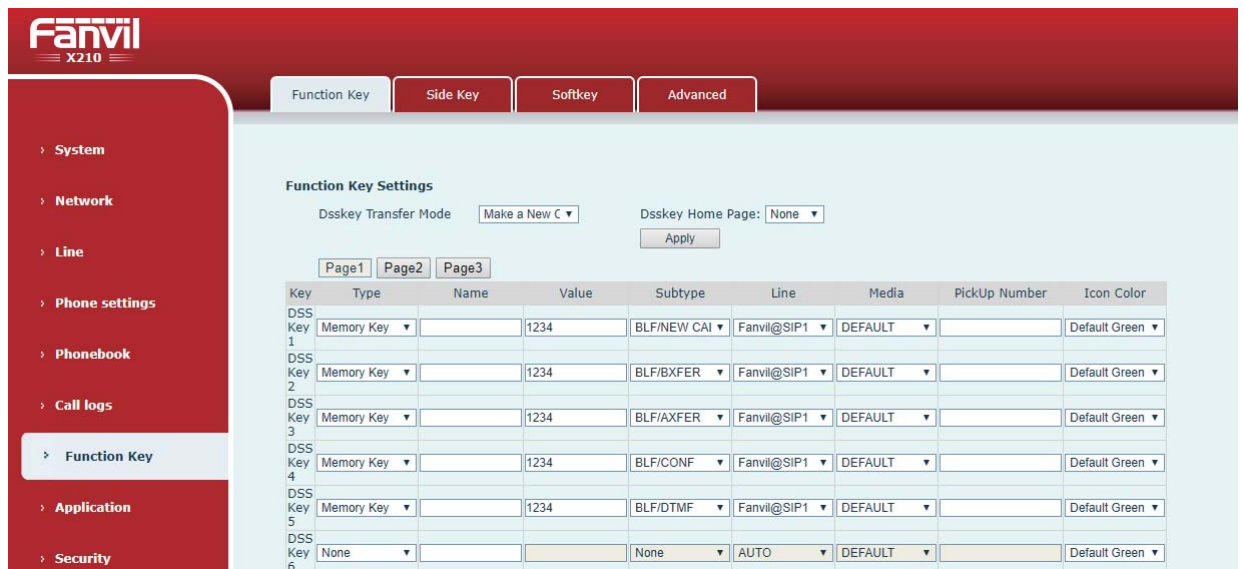 Fanvil
X210
Function Key Side Key Softkey Advanced
System
Network
Line
Phone settings
Phonebook
Call logs
Function Key
Application
Security
Function Key Settings
Dsskey Transfer Mode Make a New C Dsskey Home Page: None
Apply
Page1 Page2 Page3
Key Type Name Value Subtype Line Media PickUp Number Icon Color
DSS Key 1 Memory Key 1234 BLF/NEW CAI Fanvil@SIP1 DEFAULT Default Green
DSS Key 2 Memory Key 1234 BLF/BXFER Fanvil@SIP1 DEFAULT Default Green
DSS Key 3 Memory Key 1234 BLF/AXFER Fanvil@SIP1 DEFAULT Default Green
DSS Key 4 Memory Key 1234 BLF/CONF Fanvil@SIP1 DEFAULT Default Green
DSS Key 5 Memory Key 1234 BLF/DTMF Fanvil@SIP1 DEFAULT Default Green
DSS Key 6 None None AUTO DEFAULT Default Green